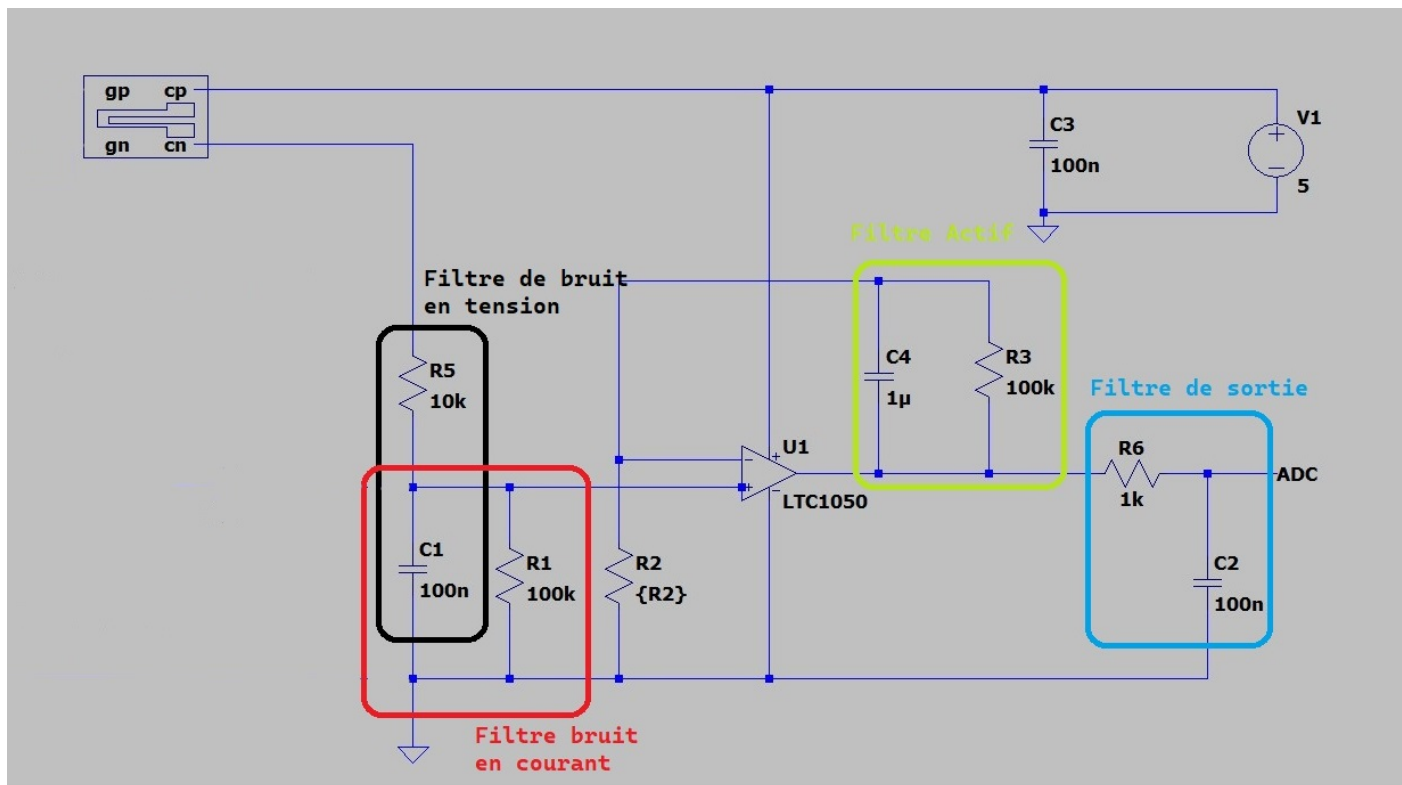 gp cp
gn cn
C3
100n
V1
+
−
5
Filtre Actif
Filtre de bruit
en tension
R5
10k
C4
1µ
R3
100k
Filtre de sortie
U1
LTC1050
R6
1k
ADC
C1
100n
R1
100k
R2
{R2}
C2
100n
Filtre bruit
en courant